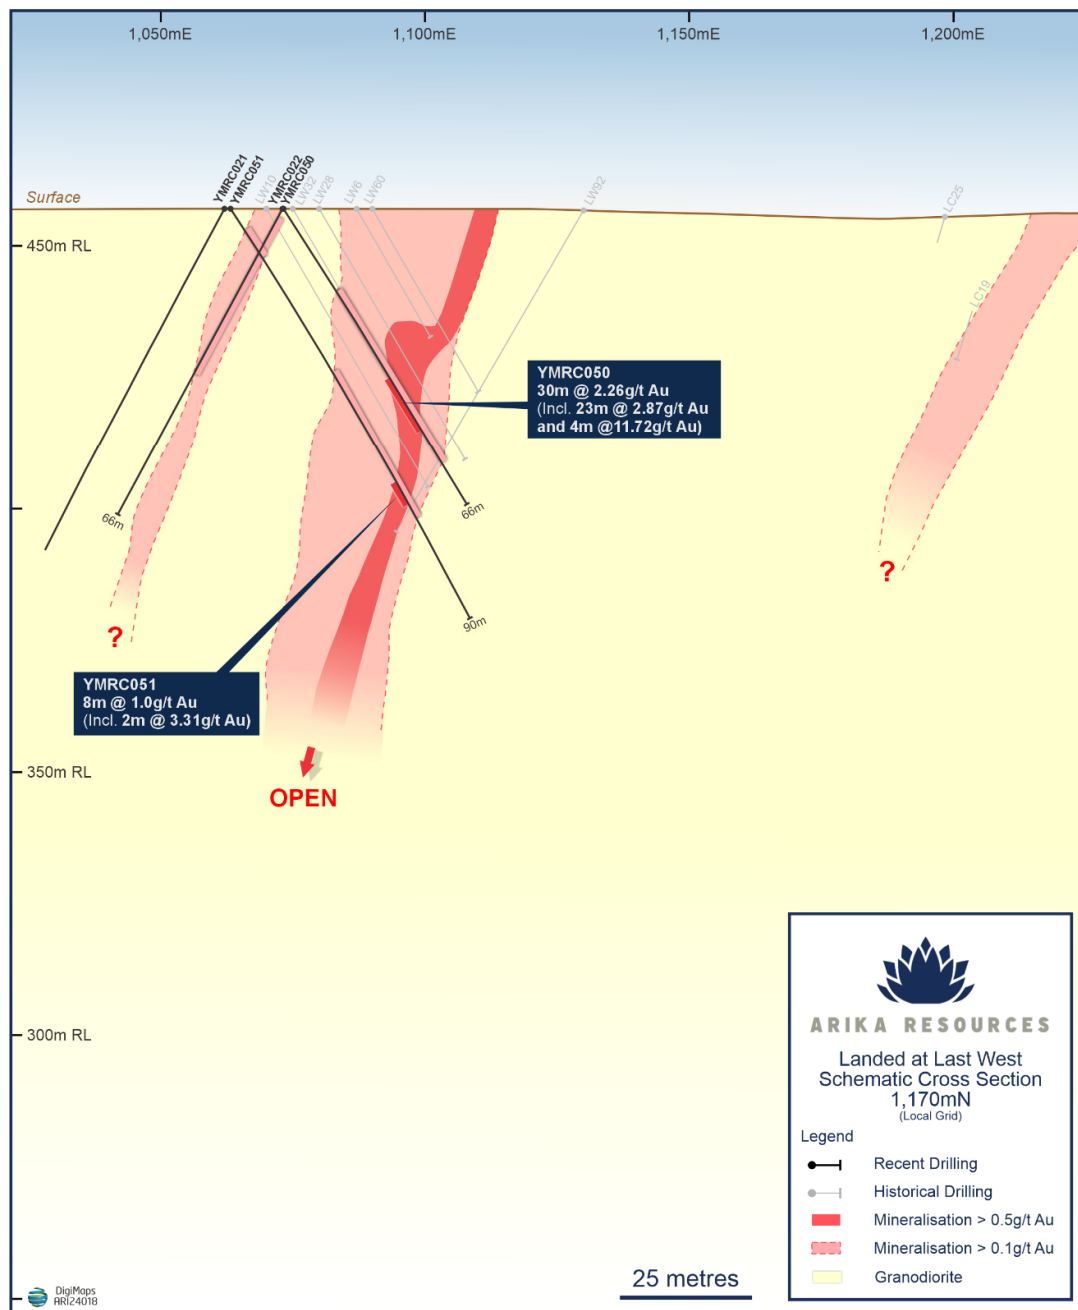 1,050mE
1,100mE
1,150mE
1,200mE
YMRC021
YMRC051
LW10
YMRC022
YMRC050
LW32
LW28
LW6
LW60
LW92
LC25
Surface
450m RL
LC19
YMRC050
30m @ 2.26g/t Au
(Incl. 23m @ 2.87g/t Au
and 4m @11.72g/t Au)
66m
66m
?
90m
?
YMRC051
8m @ 1.0g/t Au
(Incl. 2m @ 3.31g/t Au)
350m RL
OPEN
300m RL
ARIKA RESOURCES
Landed at Last West
Schematic Cross Section
1,170mN
(Local Grid)
Legend
Recent Drilling
Historical Drilling
Mineralisation > 0.5g/t Au
Mineralisation > 0.1g/t Au
Granodiorite
25 metres
DigiMaps
ARI24018